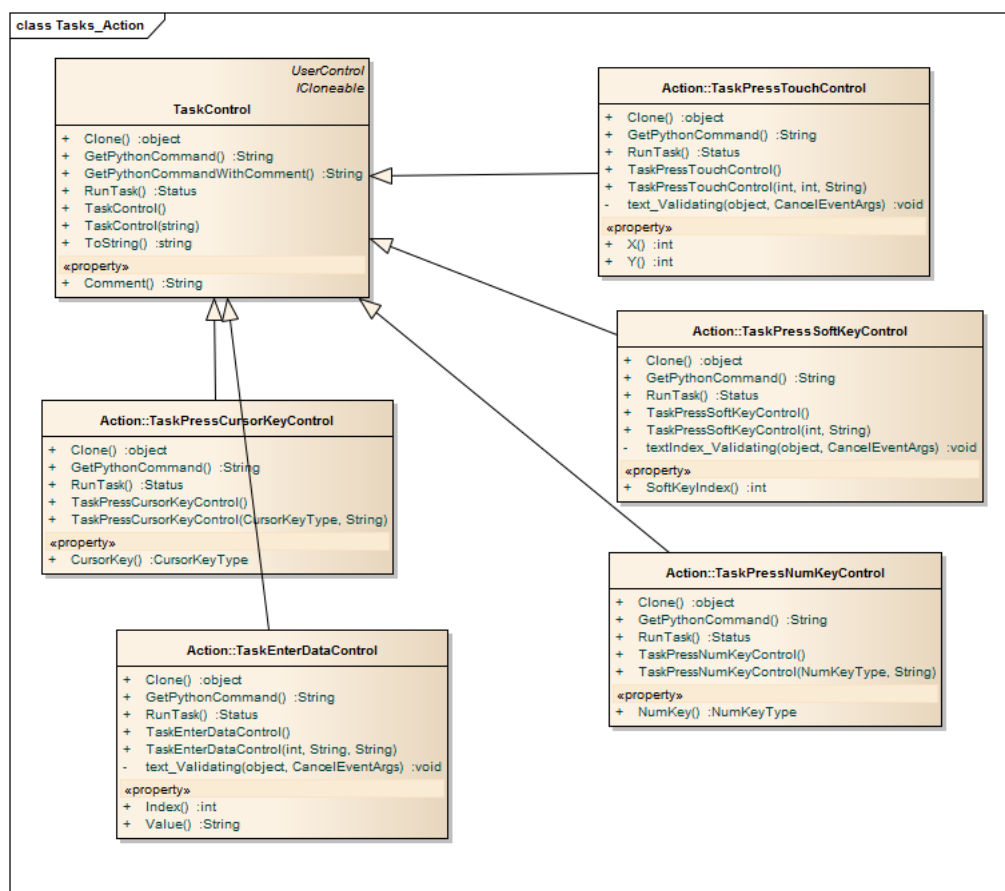 class Tasks_Action
UserControl
ICloneable
TaskControl
+ Clone() :object
+ GetPythonCommand() :String
+ GetPythonCommandWithComment() :String
+ RunTask() :Status
+ TaskControl()
+ TaskControl(string)
+ ToString() :string
«property»
+ Comment() :String
Action::TaskPressTouchControl
+ Clone() :object
+ GetPythonCommand() :String
+ RunTask() :Status
+ TaskPressTouchControl()
+ TaskPressTouchControl(int, int, String)
- text_Validating(object, CancelEventArgs) :void
«property»
+ X() :int
+ Y() :int
Action::TaskPressSoftKeyControl
+ Clone() :object
+ GetPythonCommand() :String
+ RunTask() :Status
+ TaskPressSoftKeyControl()
+ TaskPressSoftKeyControl(int, String)
- textIndex_Validating(object, CancelEventArgs) :void
«property»
+ SoftKeyIndex() :int
Action::TaskPressCursorKeyControl
+ Clone() :object
+ GetPythonCommand() :String
+ RunTask() :Status
+ TaskPressCursorKeyControl()
+ TaskPressCursorKeyControl(CursorKeyType, String)
«property»
+ CursorKey() :CursorKeyType
Action::TaskPressNumKeyControl
+ Clone() :object
+ GetPythonCommand() :String
+ RunTask() :Status
+ TaskPressNumKeyControl()
+ TaskPressNumKeyControl(NumKeyType, String)
«property»
+ NumKey() :NumKeyType
Action::TaskEnterDataControl
+ Clone() :object
+ GetPythonCommand() :String
+ RunTask() :Status
+ TaskEnterDataControl()
+ TaskEnterDataControl(int, String, String)
- text_Validating(object, CancelEventArgs) :void
«property»
+ Index() :int
+ Value() :String